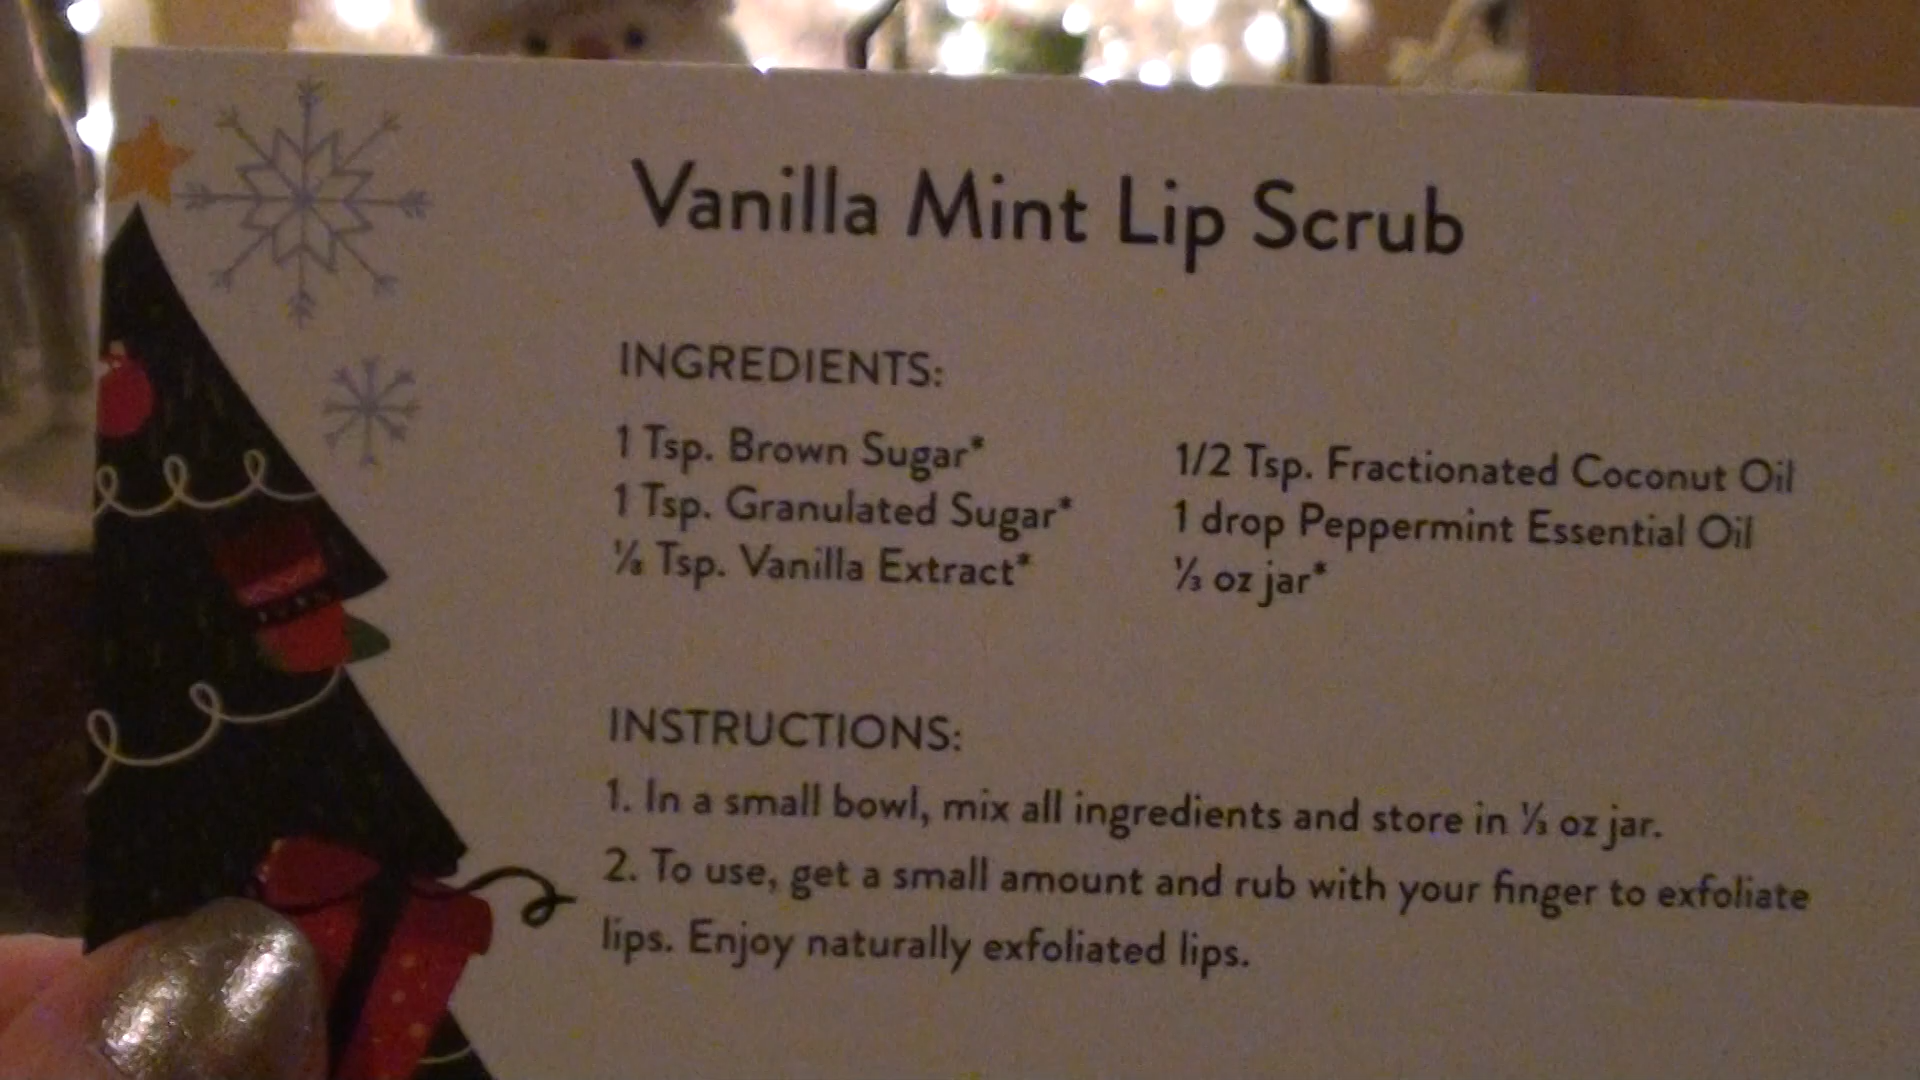 Vanilla Mint Lip Scrub
INGREDIENTS:
1 Tsp. Brown Sugar*
1 Tsp. Granulated Sugar*
⅛ Tsp. Vanilla Extract*
1/2 Tsp. Fractionated Coconut Oil
1 drop Peppermint Essential Oil
⅓ oz jar*
INSTRUCTIONS:
1. In a small bowl, mix all ingredients and store in ⅓ oz jar.
2. To use, get a small amount and rub with your finger to exfoliate
lips. Enjoy naturally exfoliated lips.